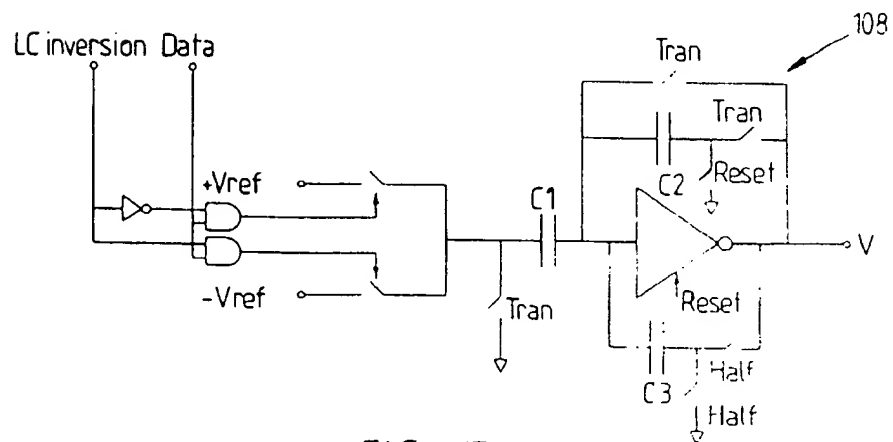 108
LC inversion Data
Tran
Tran
+Vref
C1
C2
Reset
V
-Vref
Tran
Reset
C3
Half
Half